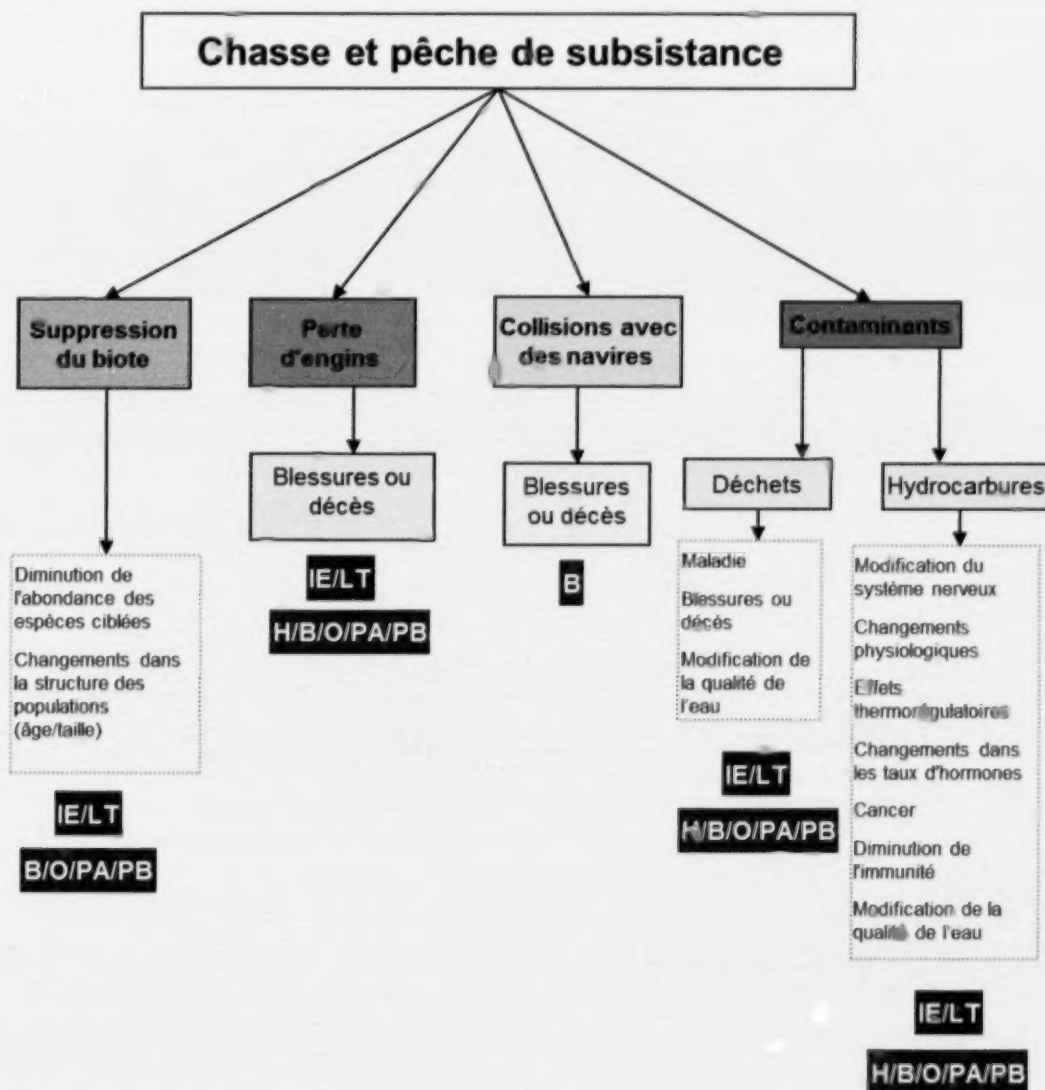 Chasse et pêche de subsistance
Suppression
du biote
Perte
d'engins
Collisions avec
des navires
Contaminants
Blessures ou
décès
Blessures
ou décès
Déchets
Hydrocarbures
Diminution de
l'abondance des
espèces ciblées
Changements dans
la structure des
populations
(âge/taille)
IE/LT
B/O/PA/PB
IE/LT
H/B/O/PA/PB
B
Maladie
Blessures ou
décès
Modification de
la qualité de
l'eau
IE/LT
H/B/O/PA/PB
Modification du
système nerveux
Changements
physiologiques
Effets
thermorégulatoires
Changements dans
les taux d'hormones
Cancer
Diminution de
l'immunité
Modification de la
qualité de l'eau
IE/LT
H/B/O/PA/PB